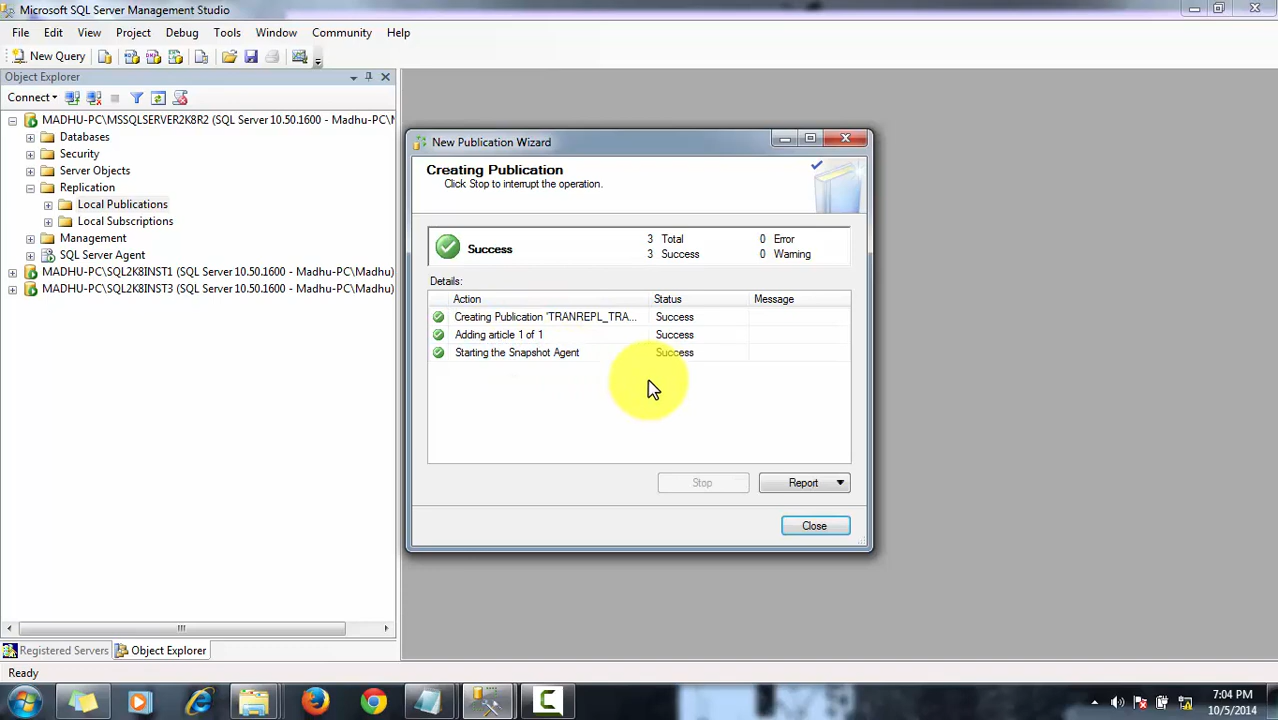 Microsoft SQL Server Management Studio
File Edit View Project Debug Tools Window Community Help
New Query
Object Explorer
Connect
MADHU-PC\MSSQLSERVER2K8R2 (SQL Server 10.50.1600 - Madhu-PC\M
Databases
Security
Server Objects
Replication
Local Publications
Local Subscriptions
Management
SQL Server Agent
MADHU-PC\SQL2K8INST1 (SQL Server 10.50.1600 - Madhu-PC\Madhu)
MADHU-PC\SQL2K8INST3 (SQL Server 10.50.1600 - Madhu-PC\Madhu)
Registered Servers Object Explorer
New Publication Wizard
Creating Publication
Click Stop to interrupt the operation.
Success
3 Total 0 Error
3 Success 0 Warning
Details:
Action Status Message
Creating Publication 'TRANREPL_TRA... Success
Adding article 1 of 1 Success
Starting the Snapshot Agent Success
Stop Report
Close
Ready
7:04 PM
10/5/2014